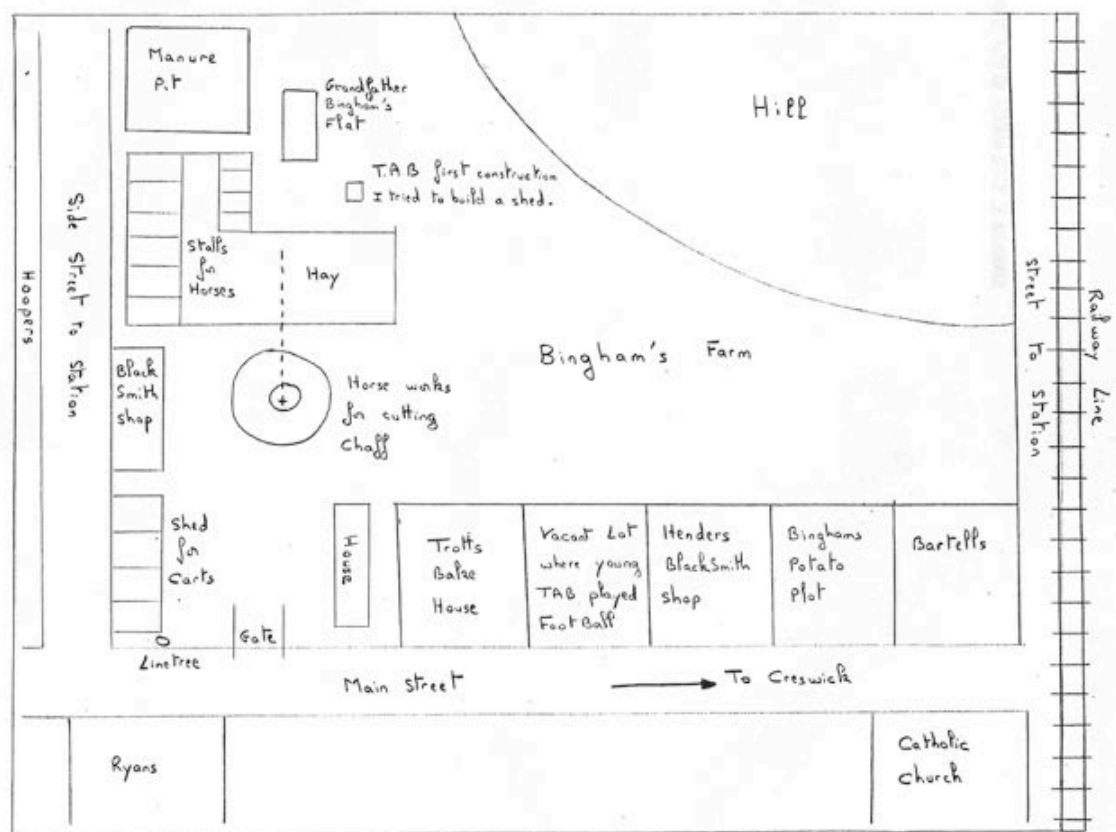 Manure
Pit
Grandfather
Bingham's
Flat
Hill
T.A.B first construction
I tried to build a shed.
Side Street to Station
Hoopers
Stalls
for
Horses
Hay
Street to Station
Railway Line
Bingham's Farm
Black
Smith
Shop
Horse works
for cutting
Chaff
Shed
for
Carts
House
Trotts
Bake
House
Vacant Lot
where young
TAB played
FootBall
Henders
BlackSmith
shop
Binghams
Potato
Plot
Bartells
Gate
Linetree
Main Street
To Creswick
Ryans
Catholic
Church